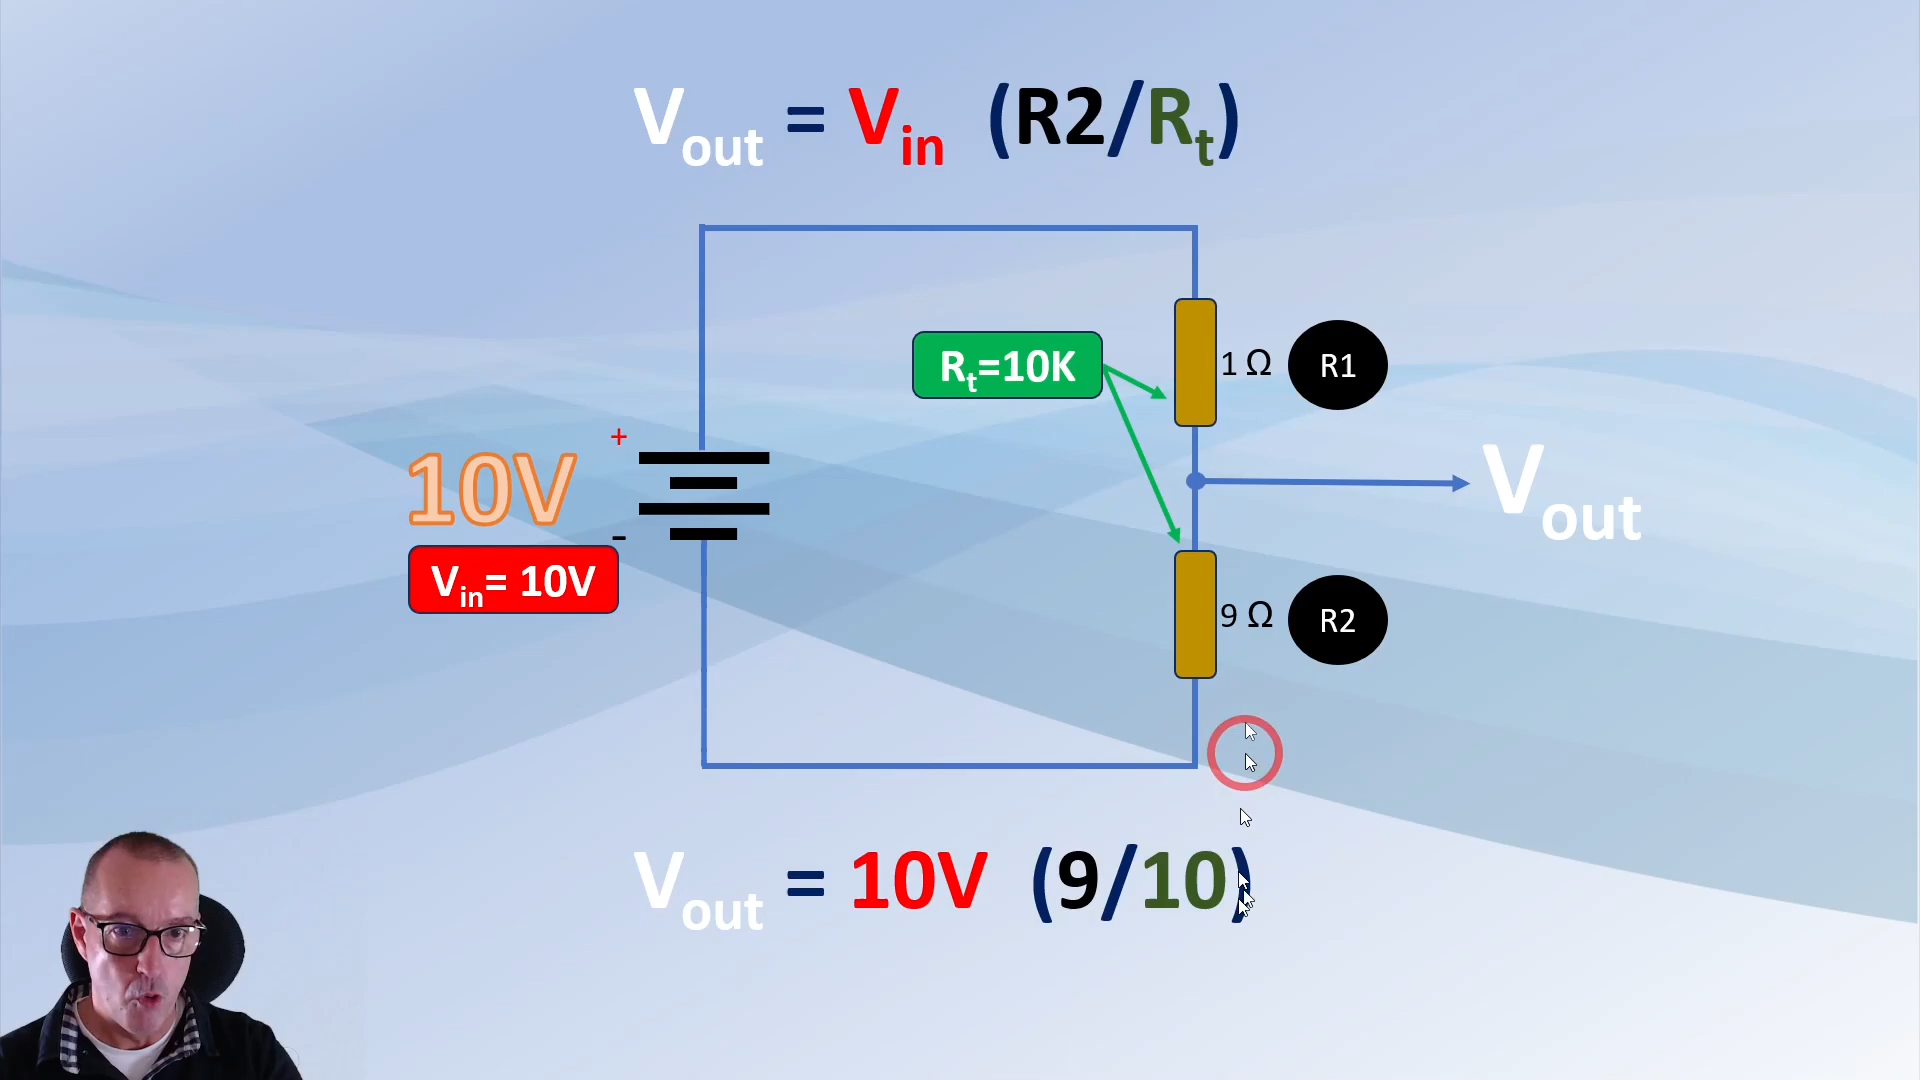 Vout = Vin (R2/Rt)
Rt=10K
1 Ω
R1
+
10V
-
Vin= 10V
Vout
9 Ω
R2
Vout = 10V (9/10)